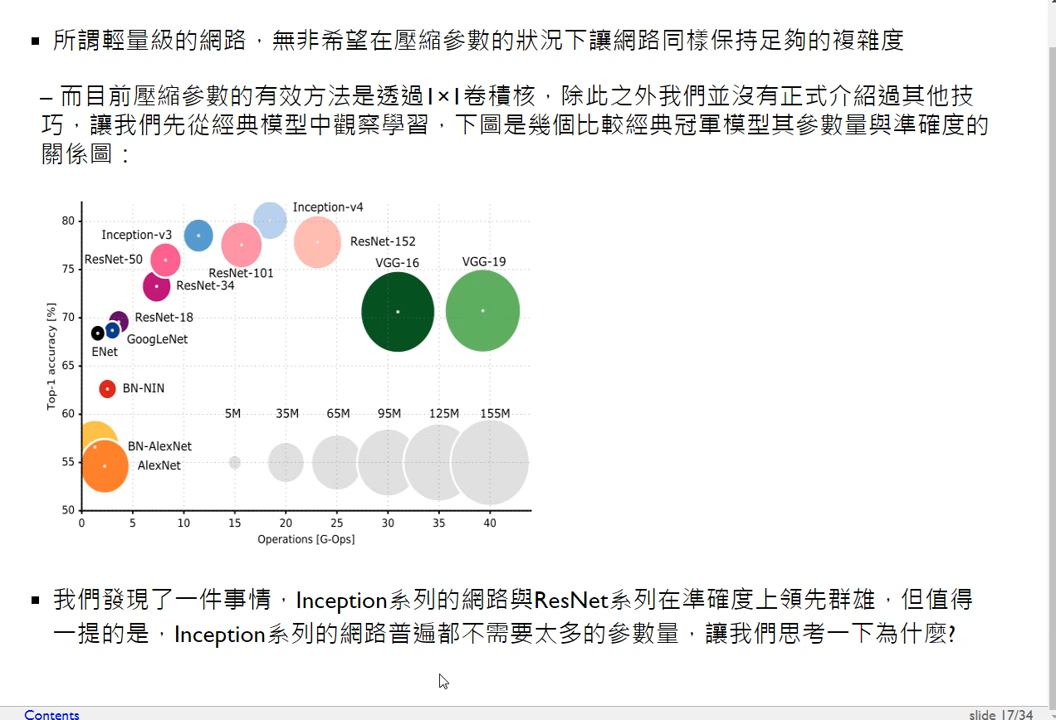 ▪ 所謂輕量級的網路，無非希望在壓縮參數的狀況下讓網路同樣保持足夠的複雜度
– 而目前壓縮參數的有效方法是透過1×1卷積核，除此之外我們並沒有正式介紹過其他技
巧，讓我們先從經典模型中觀察學習，下圖是幾個比較經典冠軍模型其參數量與準確度的
關係圖：
Inception-v4
80
Inception-v3
ResNet-152
ResNet-50
VGG-16
VGG-19
75
ResNet-101
ResNet-34
70
ResNet-18
GoogLeNet
ENet
65
BN-NIN
60
5M 35M 65M 95M 125M 155M
BN-AlexNet
55
AlexNet
50
Top-1 accuracy [%]
0 5 10 15 20 25 30 35 40
Operations [G-Ops]
▪ 我們發現了一件事情，Inception系列的網路與ResNet系列在準確度上領先群雄，但值得
一提的是，Inception系列的網路普遍都不需要太多的參數量，讓我們思考一下為什麼?
Contents
slide 17/34